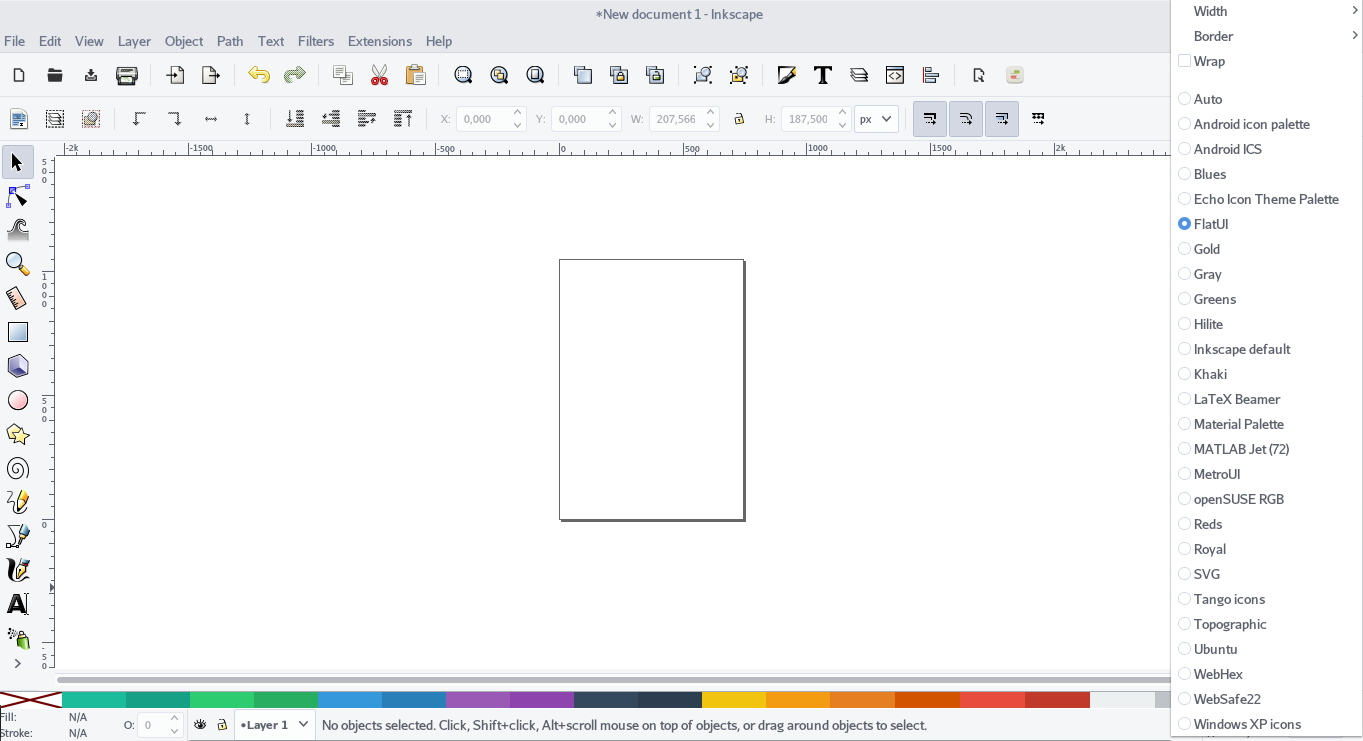 *New document 1 - Inkscape
File Edit View Layer Object Path Text Filters Extensions Help
X: 0,000 Y: 0,000 W: 207,566 H: 187,500 px
-2k -1500 -1000 -500 0 500 1000 1500 2k
500
1000
500
0
-50
Fill: N/A
Stroke: N/A
O: 0
•Layer 1
No objects selected. Click, Shift+click, Alt+scroll mouse on top of objects, or drag around objects to select.
Width
Border
Wrap
Auto
Android icon palette
Android ICS
Blues
Echo Icon Theme Palette
FlatUI
Gold
Gray
Greens
Hilite
Inkscape default
Khaki
LaTeX Beamer
Material Palette
MATLAB Jet (72)
MetroUI
openSUSE RGB
Reds
Royal
SVG
Tango icons
Topographic
Ubuntu
WebHex
WebSafe22
Windows XP icons